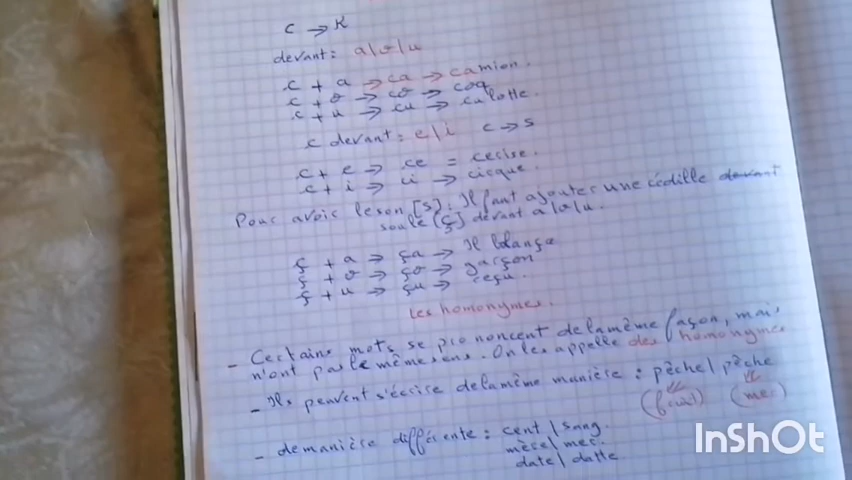 c → K
devant: a\o\u
c + a → ca → camion.
c + o → co → coq
c + u → cu → culotte.
c devant: e\i c → s
c + e → ce = cerise.
c + i → ci → cirque.
Pour avoir le son [S]: Il faut ajouter une cédille devant
sous le (ç) devant a\o\u.
ç + a → ça → Il balança
ç + o → ço → garçon
ç + u → çu → reçu.
Les homonymes.
- Certains mots se prononcent de la même façon, mais
n'ont pas le même sens. On les appelle des homonymes
- Ils peuvent s'écrire de la même manière : pêche\ pêche
(fruit) (mer)
- de manière différente : cent \ sang.
mère\ mer.
date\ datte
InShOt